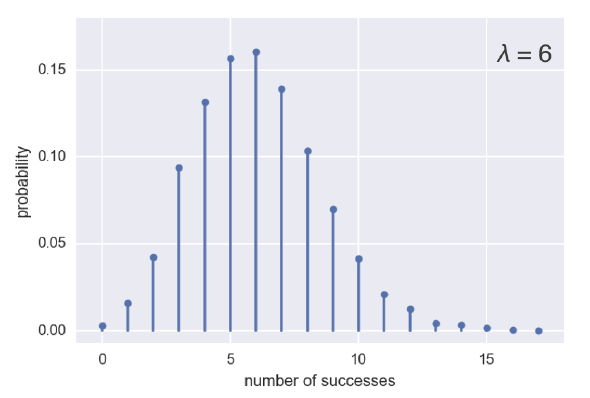 λ = 6
0.15
0.10
0.05
0.00
probability
0 5 10 15
number of successes